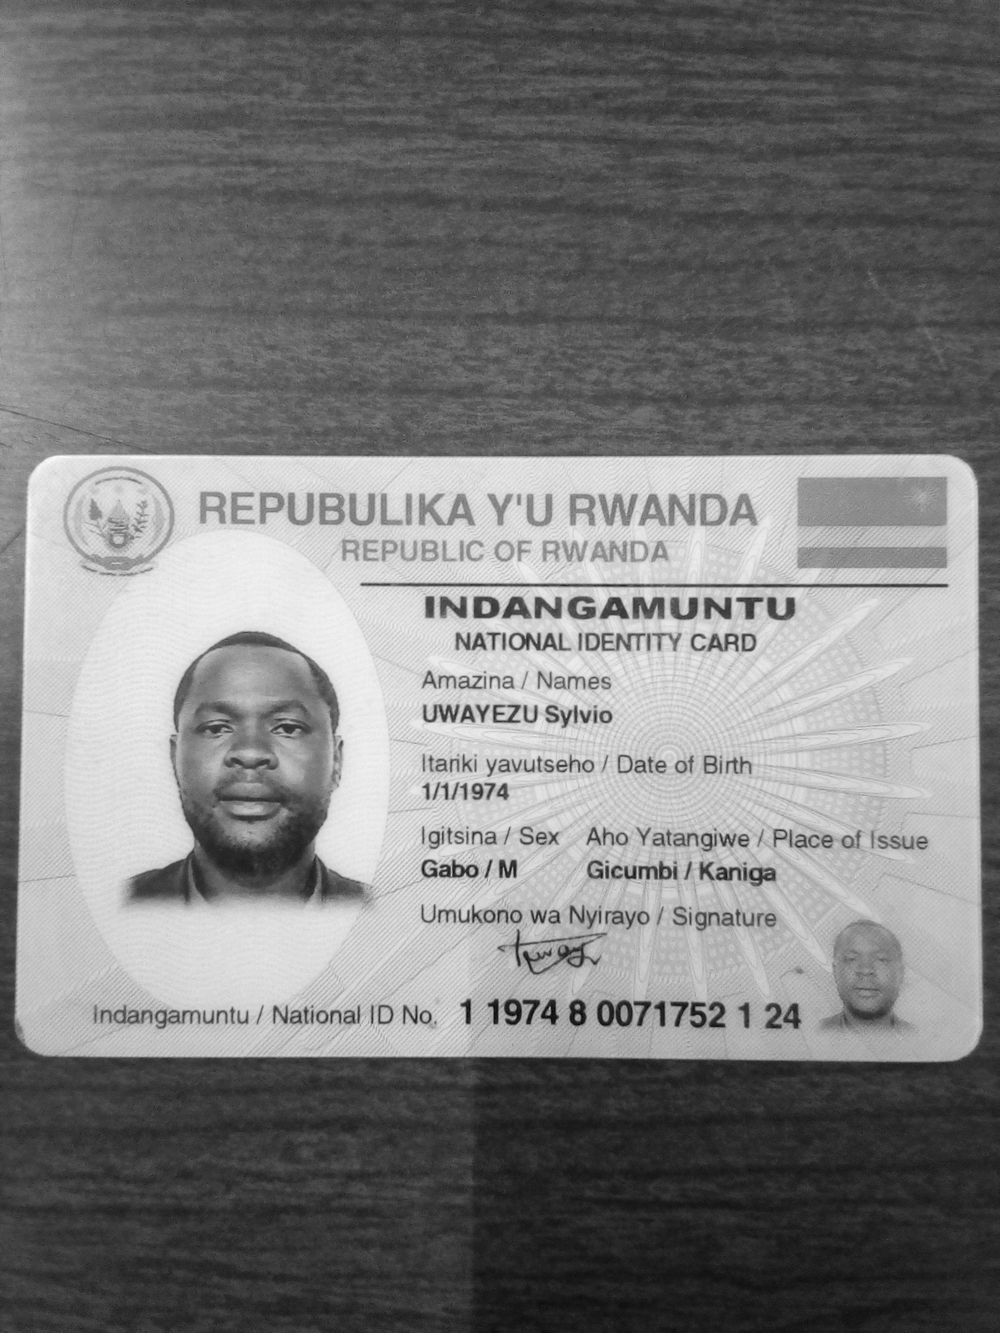 REPUBULIKA Y'U RWANDA
REPUBLIC OF RWANDA
INDANGAMUNTU
NATIONAL IDENTITY CARD
Amazina / Names
UWAYEZU Sylvio
Itariki yavutseho / Date of Birth
1/1/1974
Igitsina / Sex Aho Yatangiwe / Place of Issue
Gabo / M Gicumbi / Kaniga
Umukono wa Nyirayo / Signature
Indangamuntu / National ID No. 1 1974 8 0071752 1 24